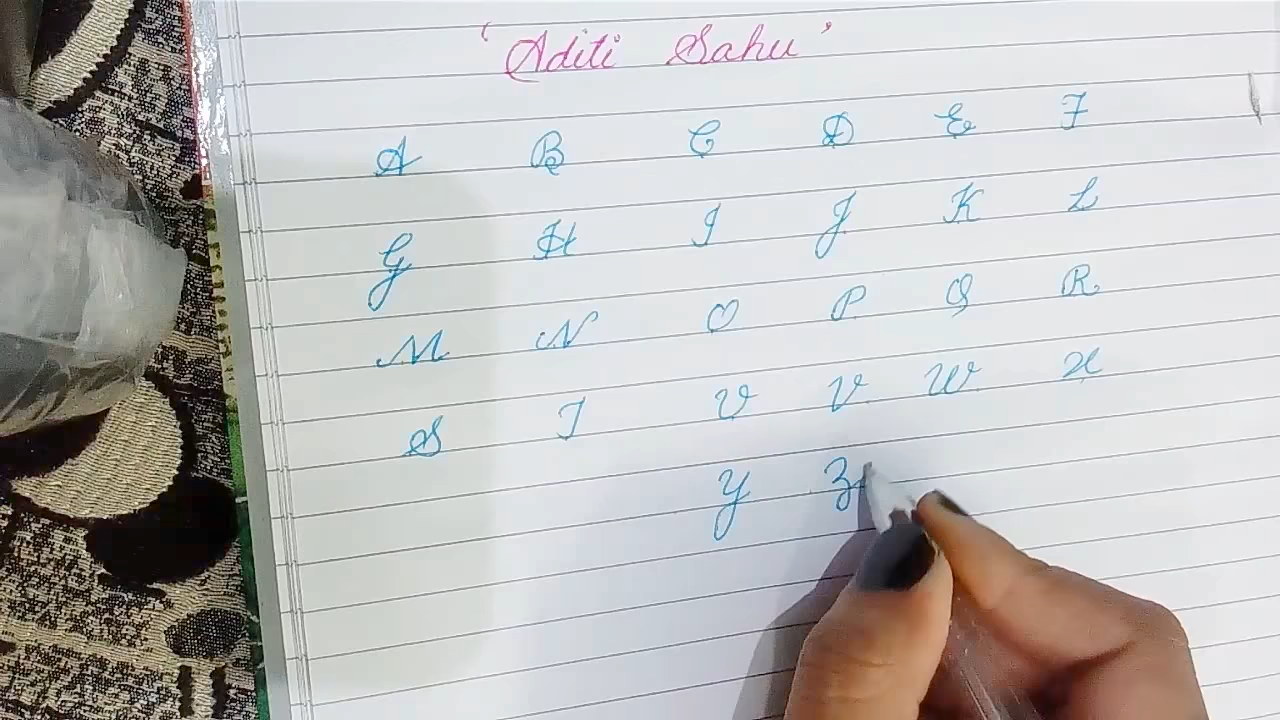 'Aditi Sahu'
A B C D E F
G H I J K L
M N O P Q R
S T U V W X
Y Z